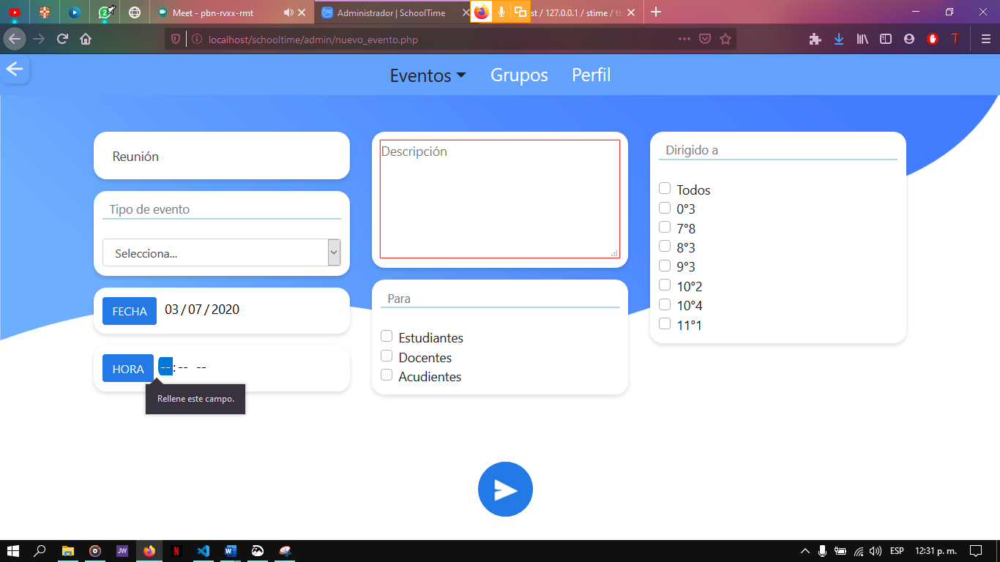 2
Meet - pbn-rvxx-rmt
Administrador | SchoolTime
st / 127.0.0.1 / stime / tb
localhost/schooltime/admin/nuevo_evento.php
T
Eventos
Grupos
Perfil
Reunión
Tipo de evento
Selecciona...
FECHA
03/07/2020
HORA
--:-- --
Rellene este campo.
Descripción
Para
Estudiantes
Docentes
Acudientes
Dirigido a
Todos
0°3
7°8
8°3
9°3
10°2
10°4
11°1
JW
N
W
ESP
12:31 p. m.